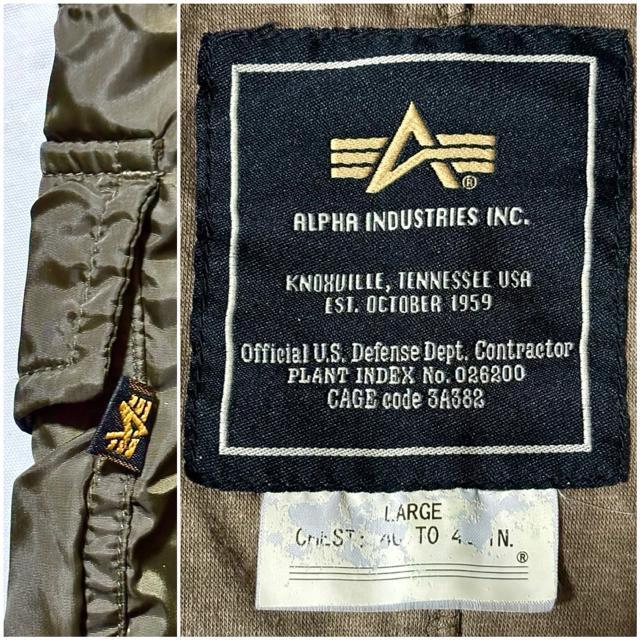 ®
ALPHA INDUSTRIES INC.
KNOXVILLE, TENNESSEE USA
EST. OCTOBER 1959
Official U.S. Defense Dept. Contractor
PLANT INDEX No. 026200
CAGE code 3A382
LARGE
CHEST: TO IN.
®